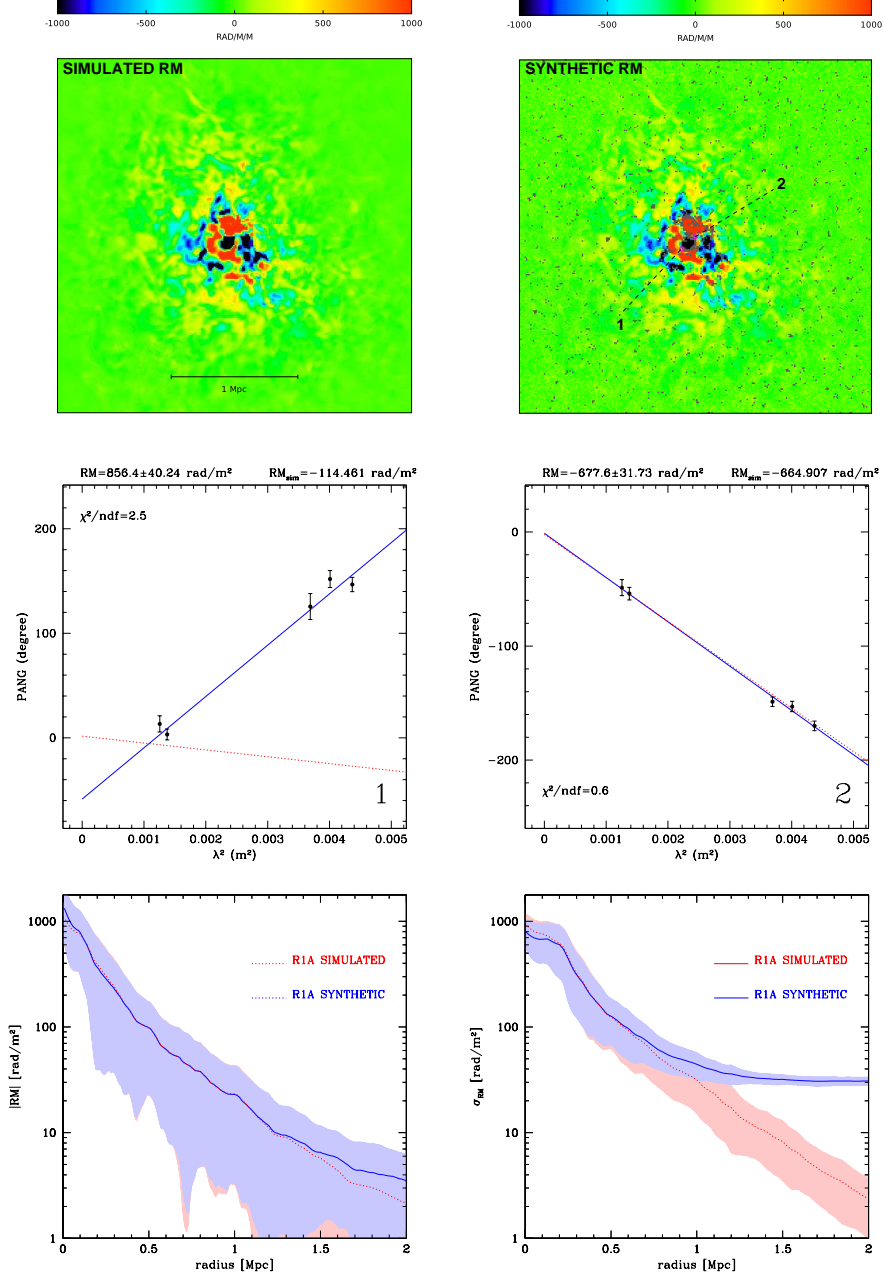 -1000 -500 0 500 1000
RAD/M/M
-1000 -500 0 500 1000
RAD/M/M
SIMULATED RM
1 Mpc
SYNTHETIC RM
2
1
RM=856.4±40.24 rad/m² RMsim=−114.461 rad/m²
χ²/ndf=2.5
200
100
0
PANG (degree)
1
0 0.001 0.002 0.003 0.004 0.005
λ² (m²)
RM=−677.6±31.73 rad/m² RMsim=−664.907 rad/m²
0
−100
−200
PANG (degree)
χ²/ndf=0.6
2
0 0.001 0.002 0.003 0.004 0.005
λ² (m²)
1000
100
10
1
|RM| [rad/m²]
R1A SIMULATED
R1A SYNTHETIC
0 0.5 1 1.5 2
radius [Mpc]
1000
100
10
1
σRM [rad/m²]
R1A SIMULATED
R1A SYNTHETIC
0 0.5 1 1.5 2
radius [Mpc]